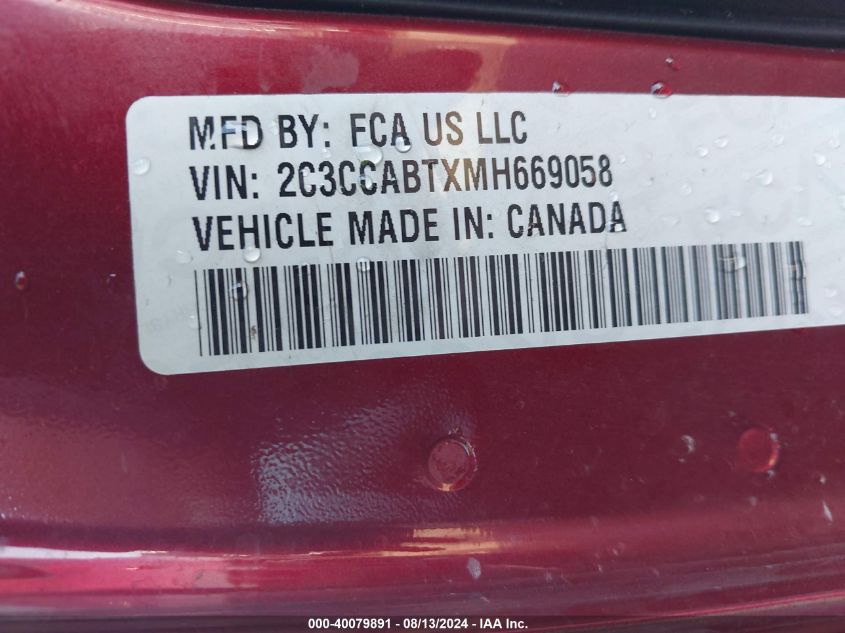 MFD BY: FCA US LLC
VIN: 2C3CCABTXMH669058
VEHICLE MADE IN: CANADA
000-40079891 - 08/13/2024 - IAA Inc.